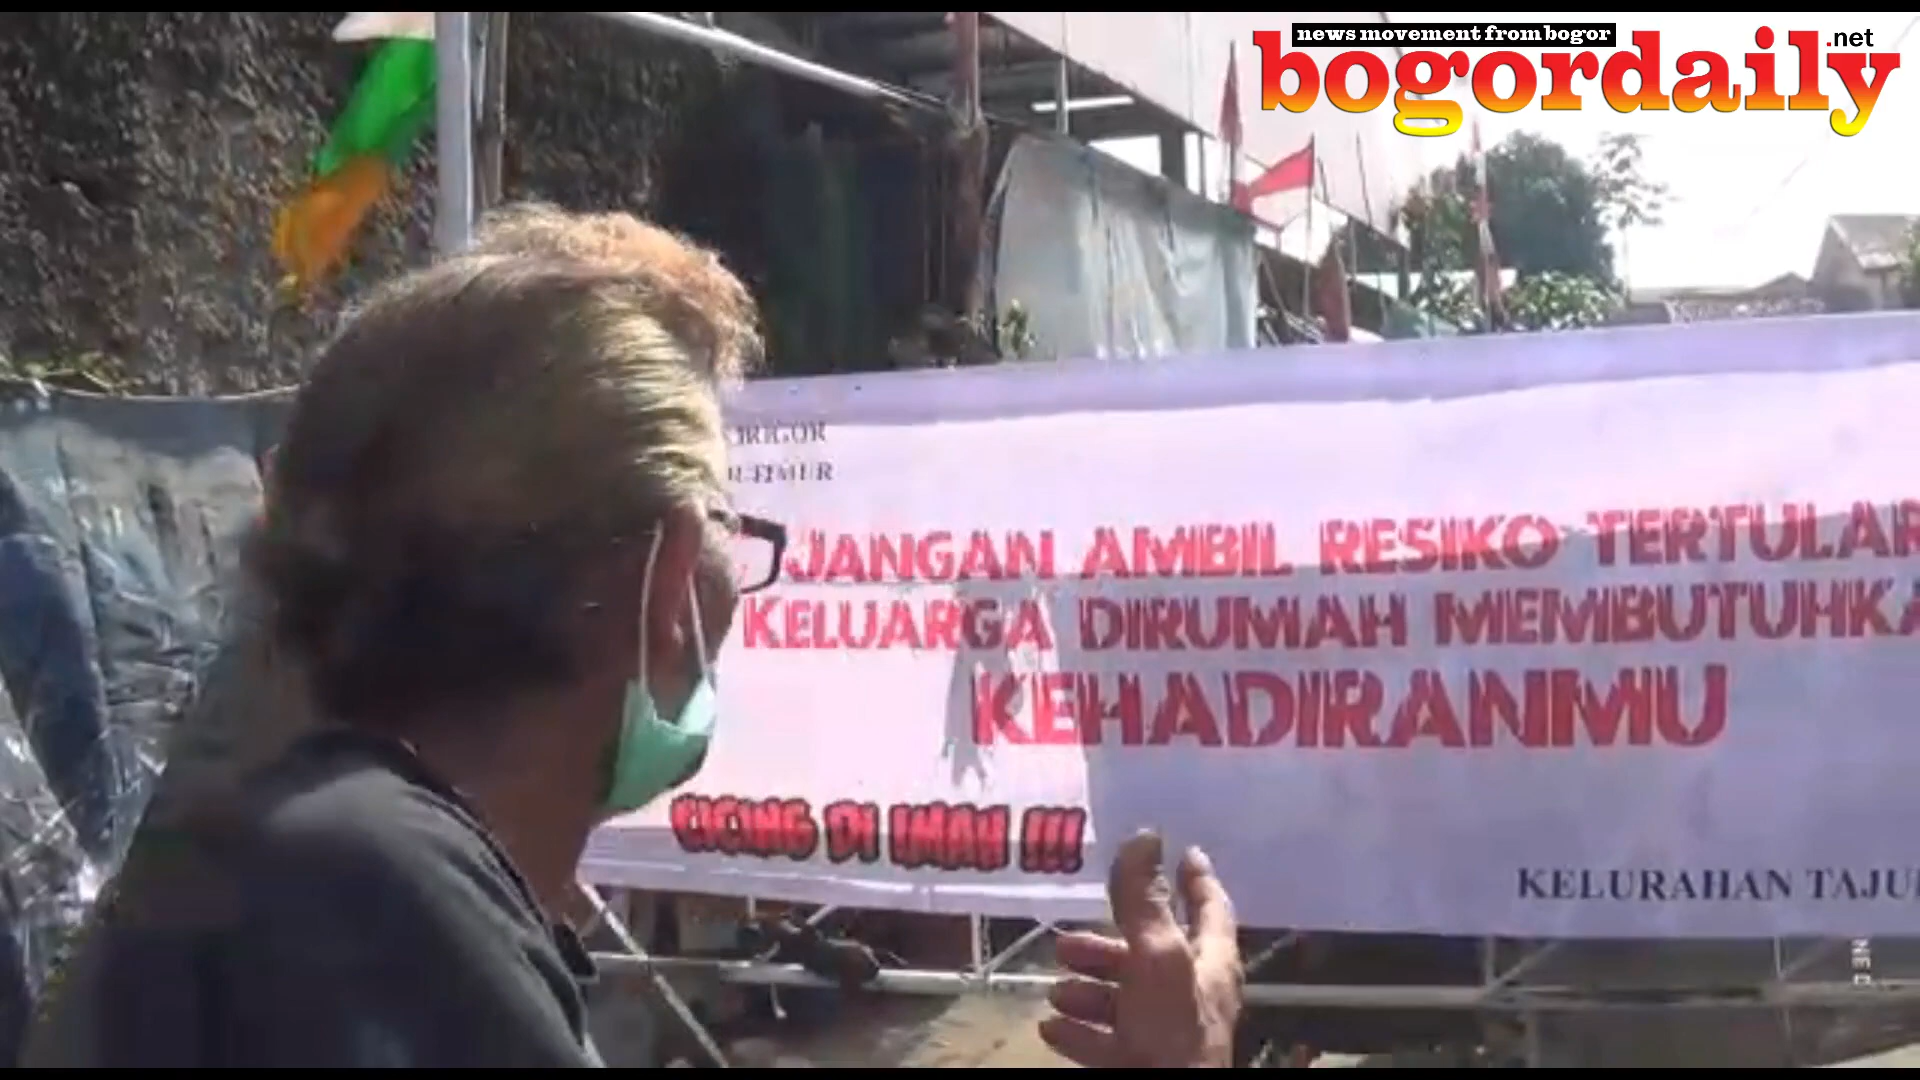 news movement from bogor
bogordaily.net
TIMUR
JANGAN AMBIL RESIKO TERTULAR
KELUARGA DIRUMAH MEMBUTUHKA
KEHADIRANMU
CICING DI IMAH !!!
KELURAHAN TAJU